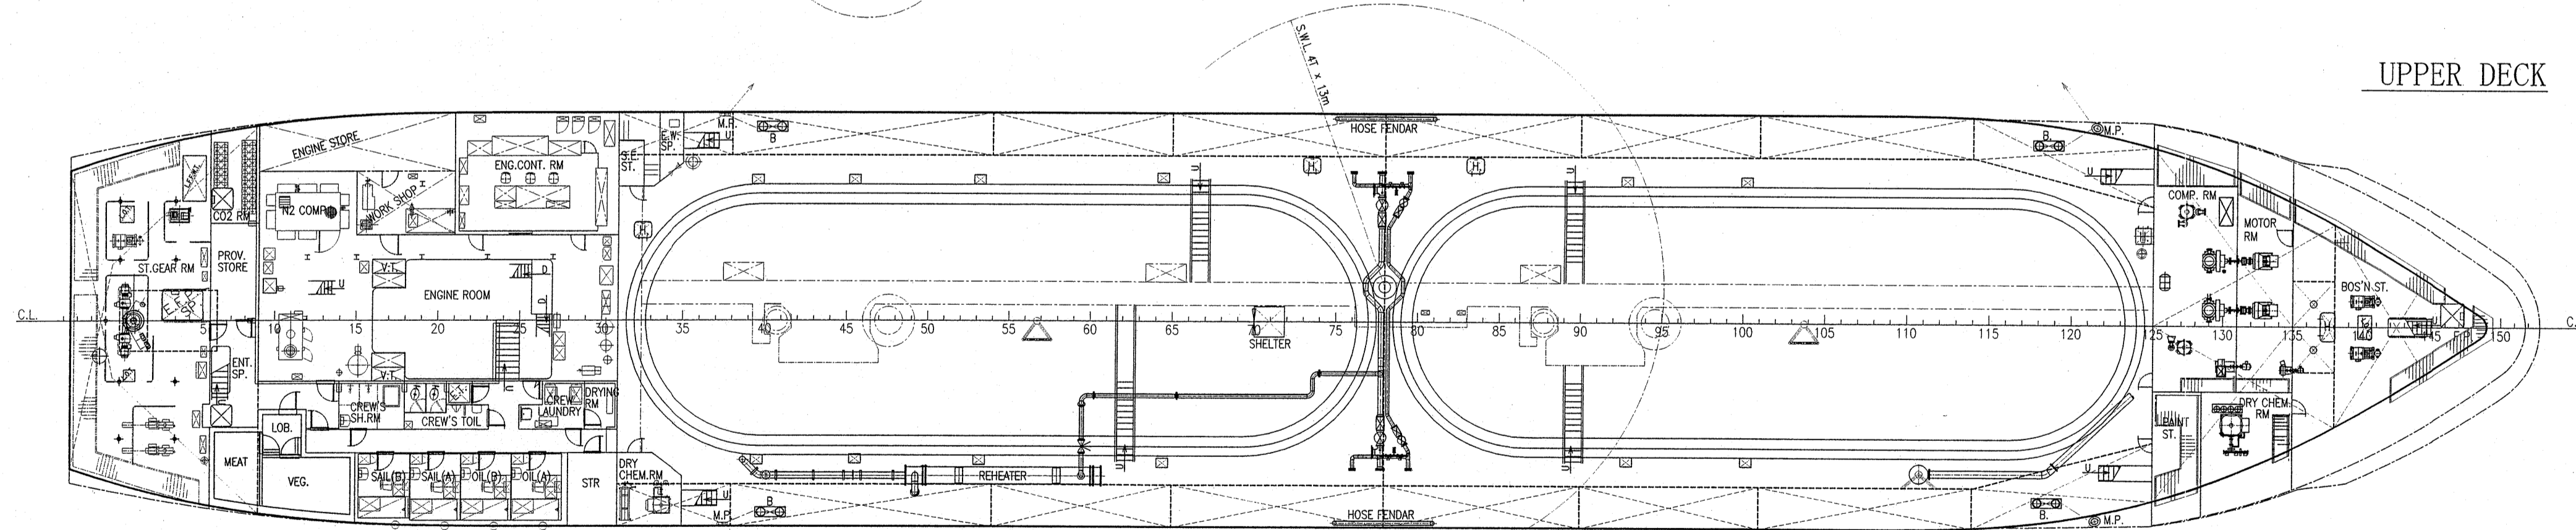 UPPER DECK
S.W.L. 4T x 13m
HOSE FENDAR
M.P.
B
B.
M.P.
ENGINE STORE
ENG.CONT. RM
S.E.
ST.
F.W.
SP.
U
CO2 RM
N2 COMP.
WORK SHOP
H.
H.
H.
U
U
U
COMP. RM
MOTOR
RM
ST.GEAR RM
PROV.
STORE
V.T.
D
U
ENGINE ROOM
D
BOS'N ST.
C.L.
5
10
15
20
25
30
35
40
45
50
55
60
65
70
75
80
85
90
95
100
105
110
115
120
125
130
135
140
145
150
SHELTER
ENT.
SP.
V.T.
U
CREW'S
SH.RM
CREW'S TOIL
CREW
LAUNDRY
DRYING
RM
LOB.
DRY CHEM.
RM
PAINT
ST.
MEAT
VEG.
SAIL(B)
SAIL(A)
OIL(B)
OIL(A)
STR
DRY
CHEM.RM
REHEATER
U
U
U
U
M.P.
B
HOSE FENDAR
B.
M.P.